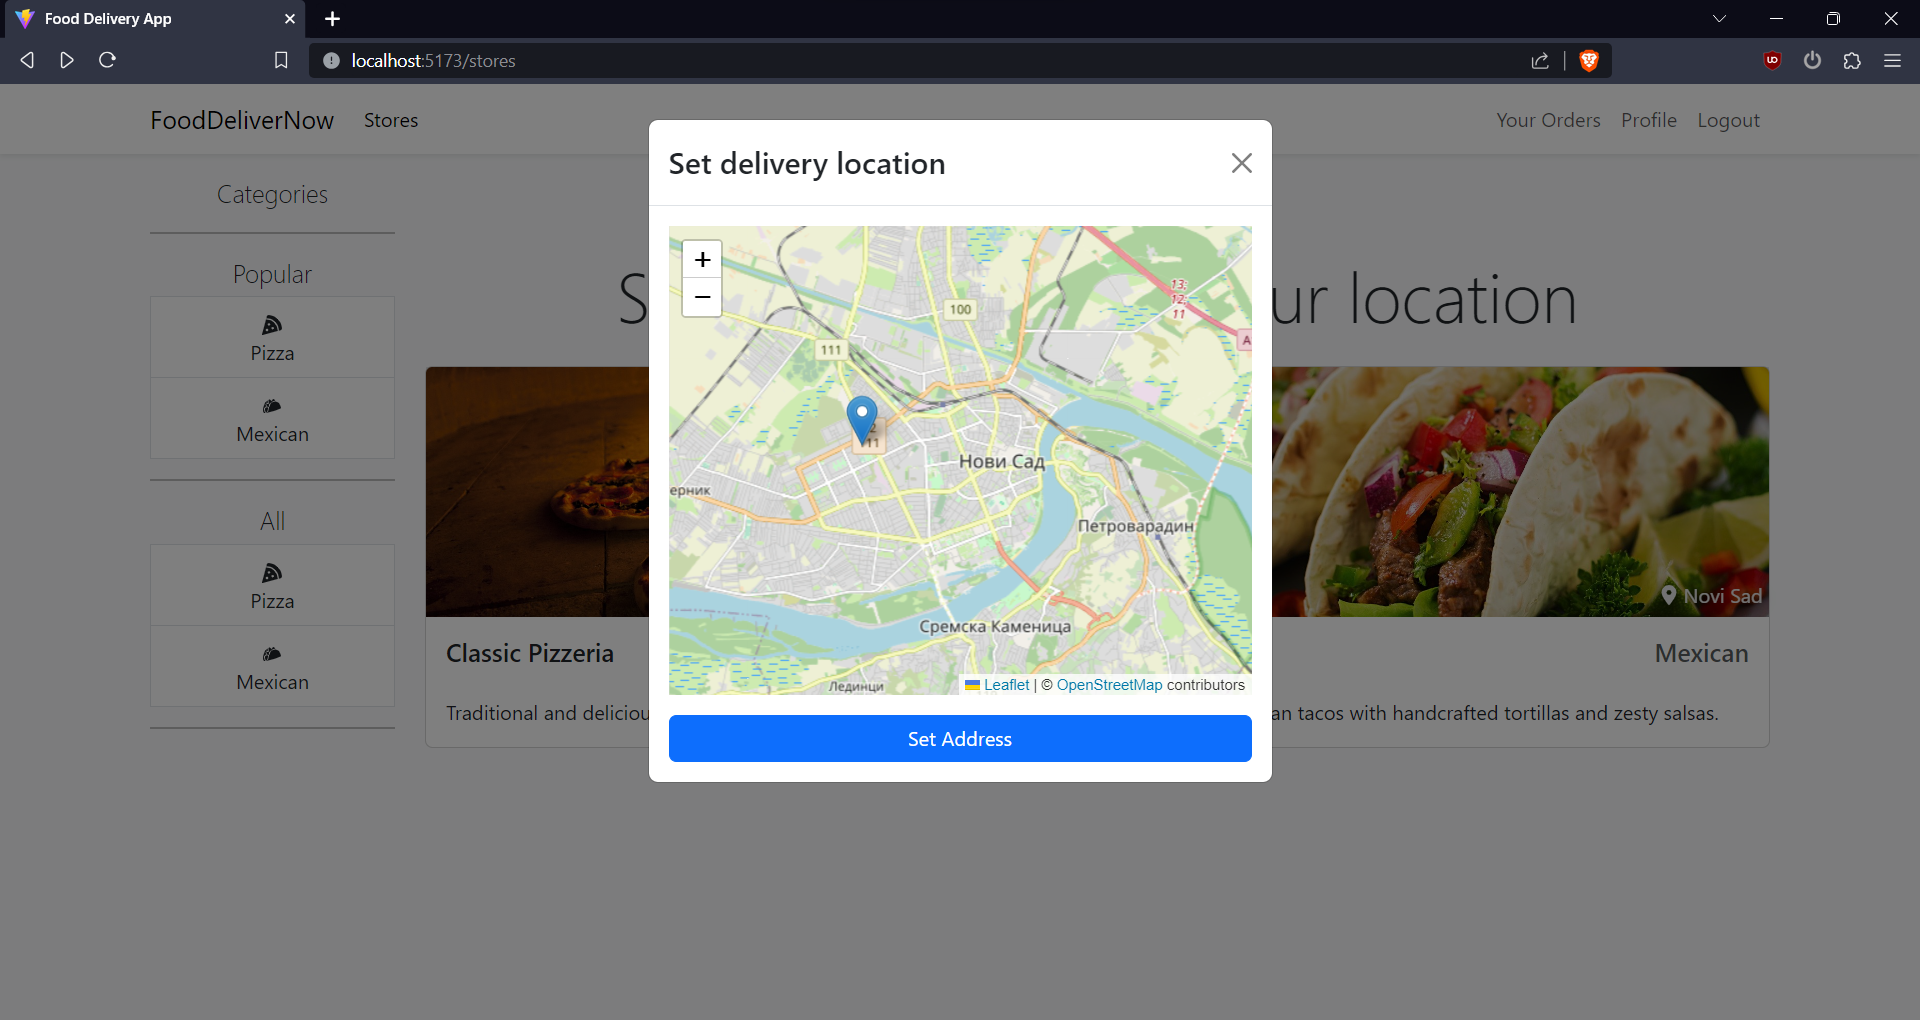 Food Delivery App
localhost:5173/stores
FoodDeliverNow
Stores
Your Orders
Profile
Logout
Categories
Popular
Pizza
Mexican
All
Pizza
Mexican
S
ur location
Set delivery location
+
−
100
111
13;
12;
11
A
2
11
Нови Сад
ерник
Петроварадин
Сремска Каменица
Лединци
Leaflet | © OpenStreetMap contributors
Set Address
Novi Sad
Classic Pizzeria
Mexican
Traditional and deliciou
an tacos with handcrafted tortillas and zesty salsas.